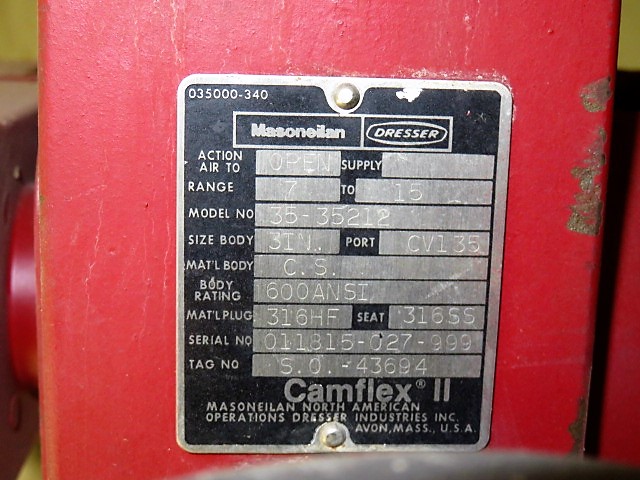 035000-340
Masoneilan DRESSER
ACTION AIR TO OPEN SUPPLY
RANGE 7 TO 15
MODEL NO 35-35212
SIZE BODY 3IN. PORT CV135
MAT'L BODY C.S.
BODY RATING 600ANSI
MAT'L PLUG 316HF SEAT 316SS
SERIAL NO 011815-027-999
TAG NO S.O.-43694
Camflex® II
MASONEILAN NORTH AMERICAN
OPERATIONS DRESSER INDUSTRIES INC.
AVON, MASS., U.S.A.